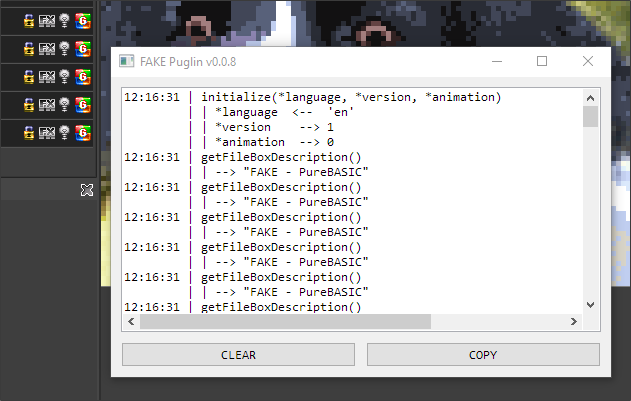 FAKE Puglin v0.0.8
12:16:31 | initialize(*language, *version, *animation)
| | *language <-- 'en'
| | *version --> 1
| | *animation --> 0
12:16:31 | getFileBoxDescription()
| | --> "FAKE - PureBASIC"
12:16:31 | getFileBoxDescription()
| | --> "FAKE - PureBASIC"
12:16:31 | getFileBoxDescription()
| | --> "FAKE - PureBASIC"
12:16:31 | getFileBoxDescription()
| | --> "FAKE - PureBASIC"
12:16:31 | getFileBoxDescription()
| | --> "FAKE - PureBASIC"
12:16:31 | getFileBoxDescription()
CLEAR
COPY